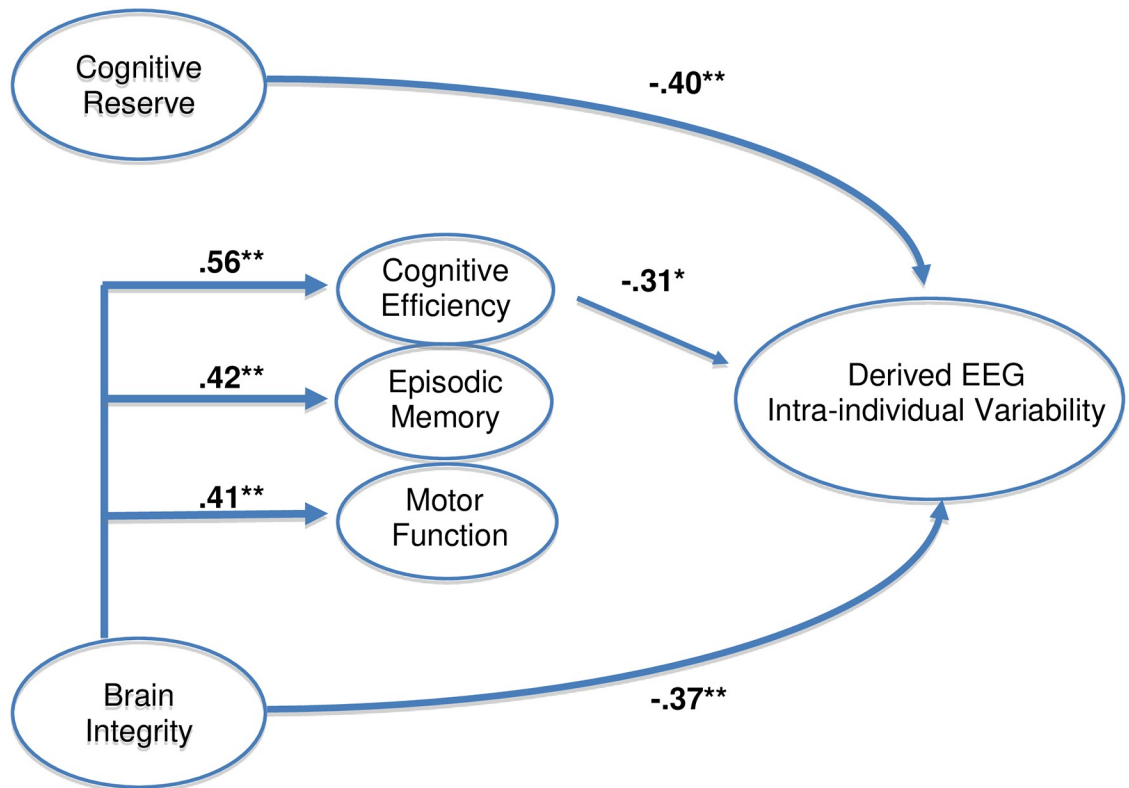 Cognitive
Reserve
-.40**
.56**
Cognitive
Efficiency
-.31*
.42**
Episodic
Memory
Derived EEG
Intra-individual Variability
.41**
Motor
Function
Brain
Integrity
-.37**